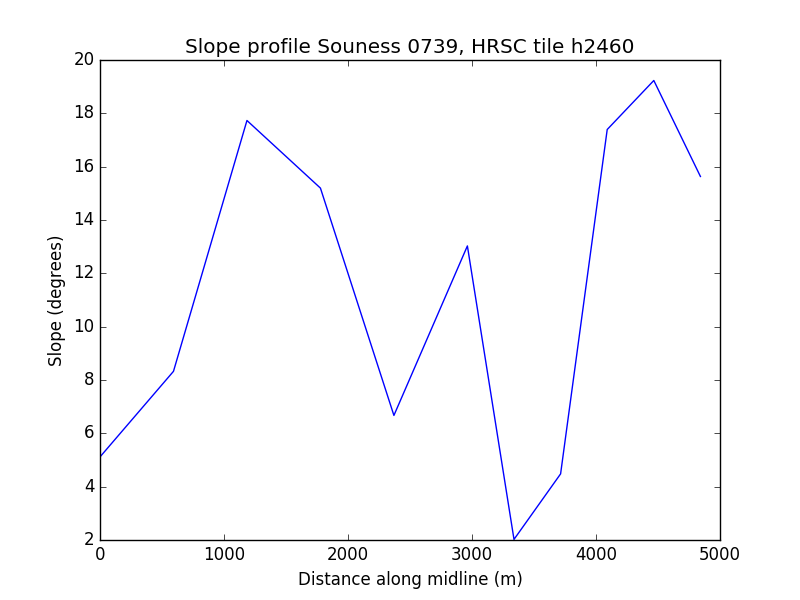 Slope profile Souness 0739, HRSC tile h2460
20
18
16
14
12
10
8
6
4
2
Slope (degrees)
0 1000 2000 3000 4000 5000
Distance along midline (m)